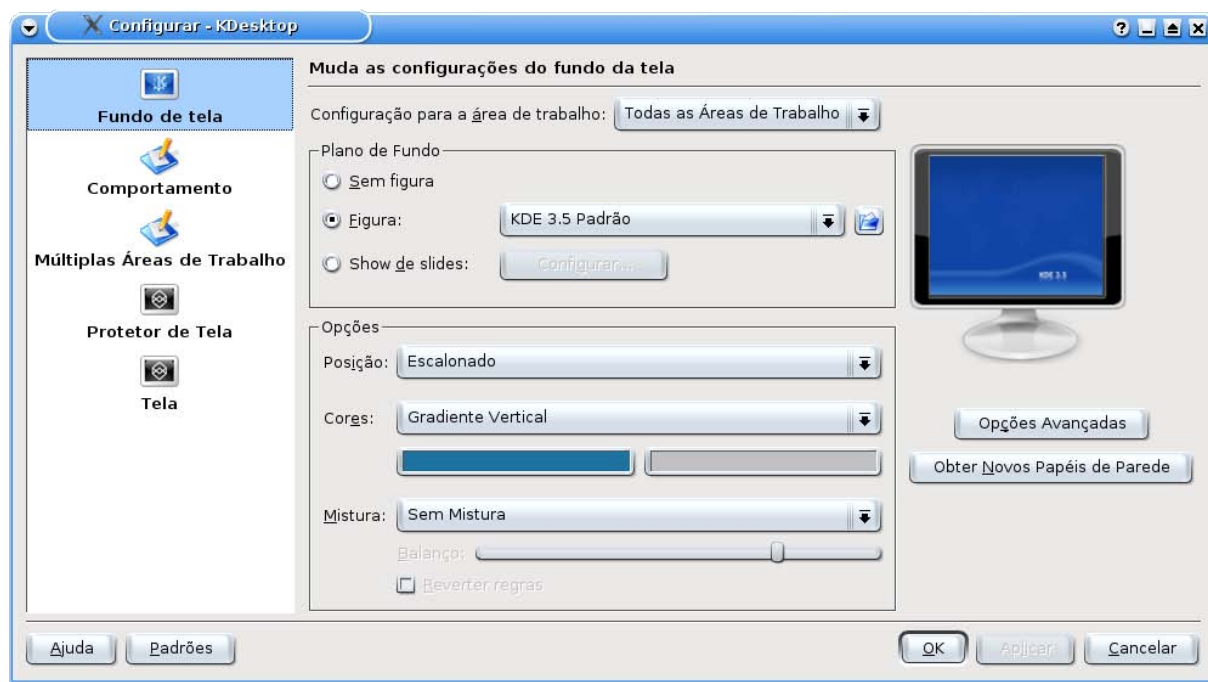 Configurar - KDesktop
Fundo de tela
Comportamento
Múltiplas Áreas de Trabalho
Protetor de Tela
Tela
Muda as configurações do fundo da tela
Configuração para a área de trabalho: Todas as Áreas de Trabalho
Plano de Fundo
Sem figura
Figura: KDE 3.5 Padrão
Show de slides: Configurar...
KDE 3.5
Opções
Posição: Escalonado
Cores: Gradiente Vertical
Mistura: Sem Mistura
Balanço:
Reverter regras
Opções Avançadas
Obter Novos Papéis de Parede
Ajuda Padrões OK Aplicar Cancelar